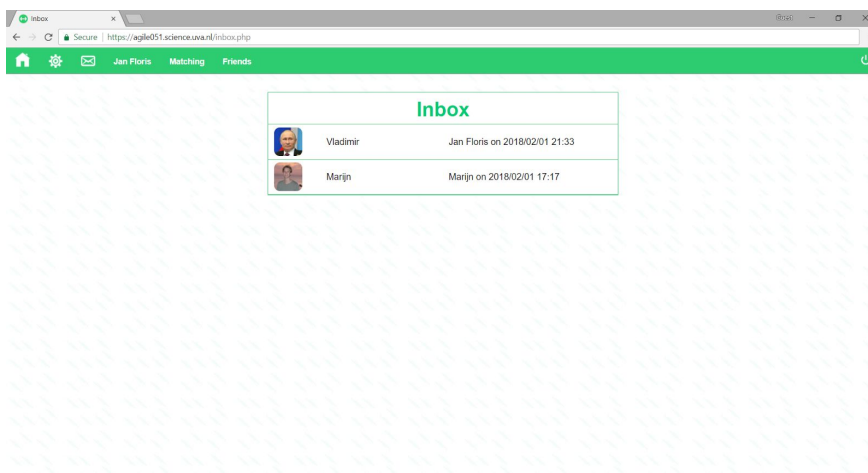 Inbox
Guest
Secure | https://agile051.science.uva.nl/inbox.php
Jan Floris Matching Friends
Inbox
Vladimir Jan Floris on 2018/02/01 21:33
Marijn Marijn on 2018/02/01 17:17